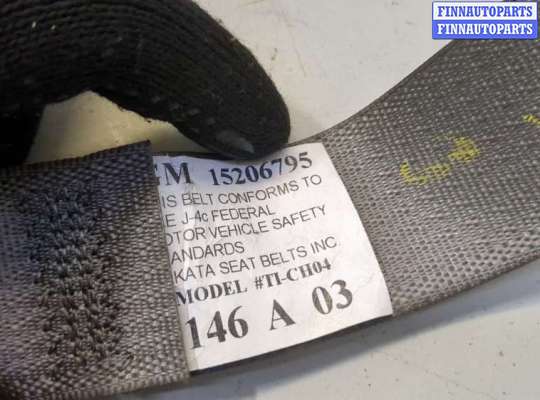 FINNAUTOPARTS
FINNAUTOPARTS
EM 15206795
IS BELT CONFORMS TO
E J-4c FEDERAL
OTOR VEHICLE SAFETY
ANDARDS
KATA SEAT BELTS INC
MODEL #TI-CH04
146 A 03